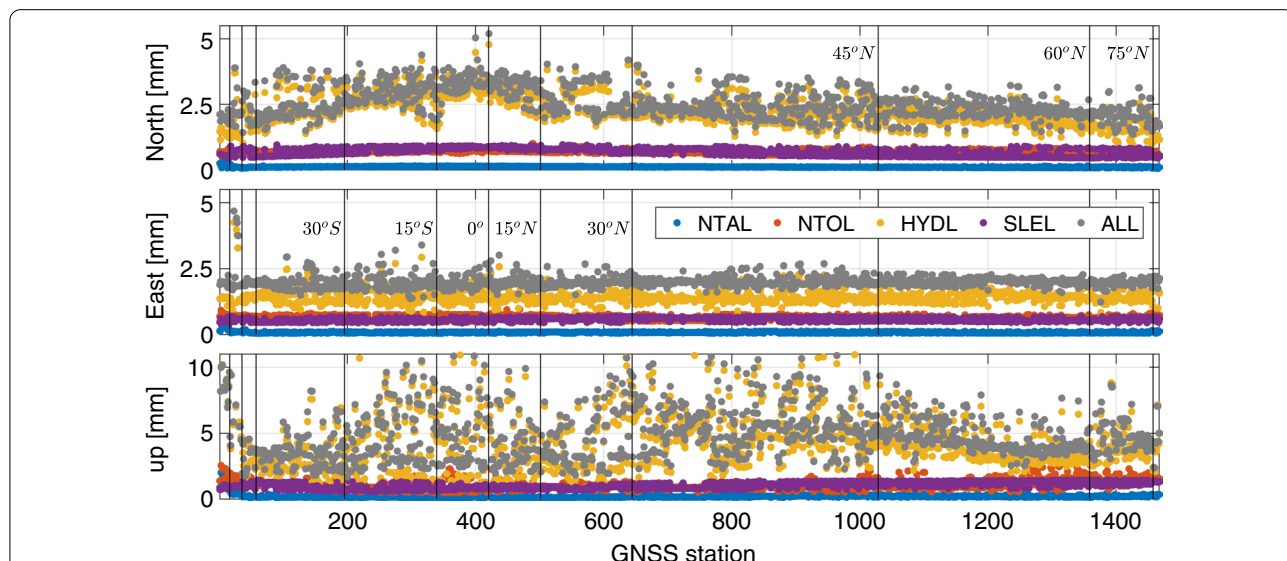 North [mm]
5
2.5
0
45°N
60°N
75°N
East [mm]
5
2.5
0
30°S
15°S
0°
15°N
30°N
NTAL
NTOL
HYDL
SLEL
ALL
up [mm]
10
5
0
200
400
600
800
1000
1200
1400
GNSS station